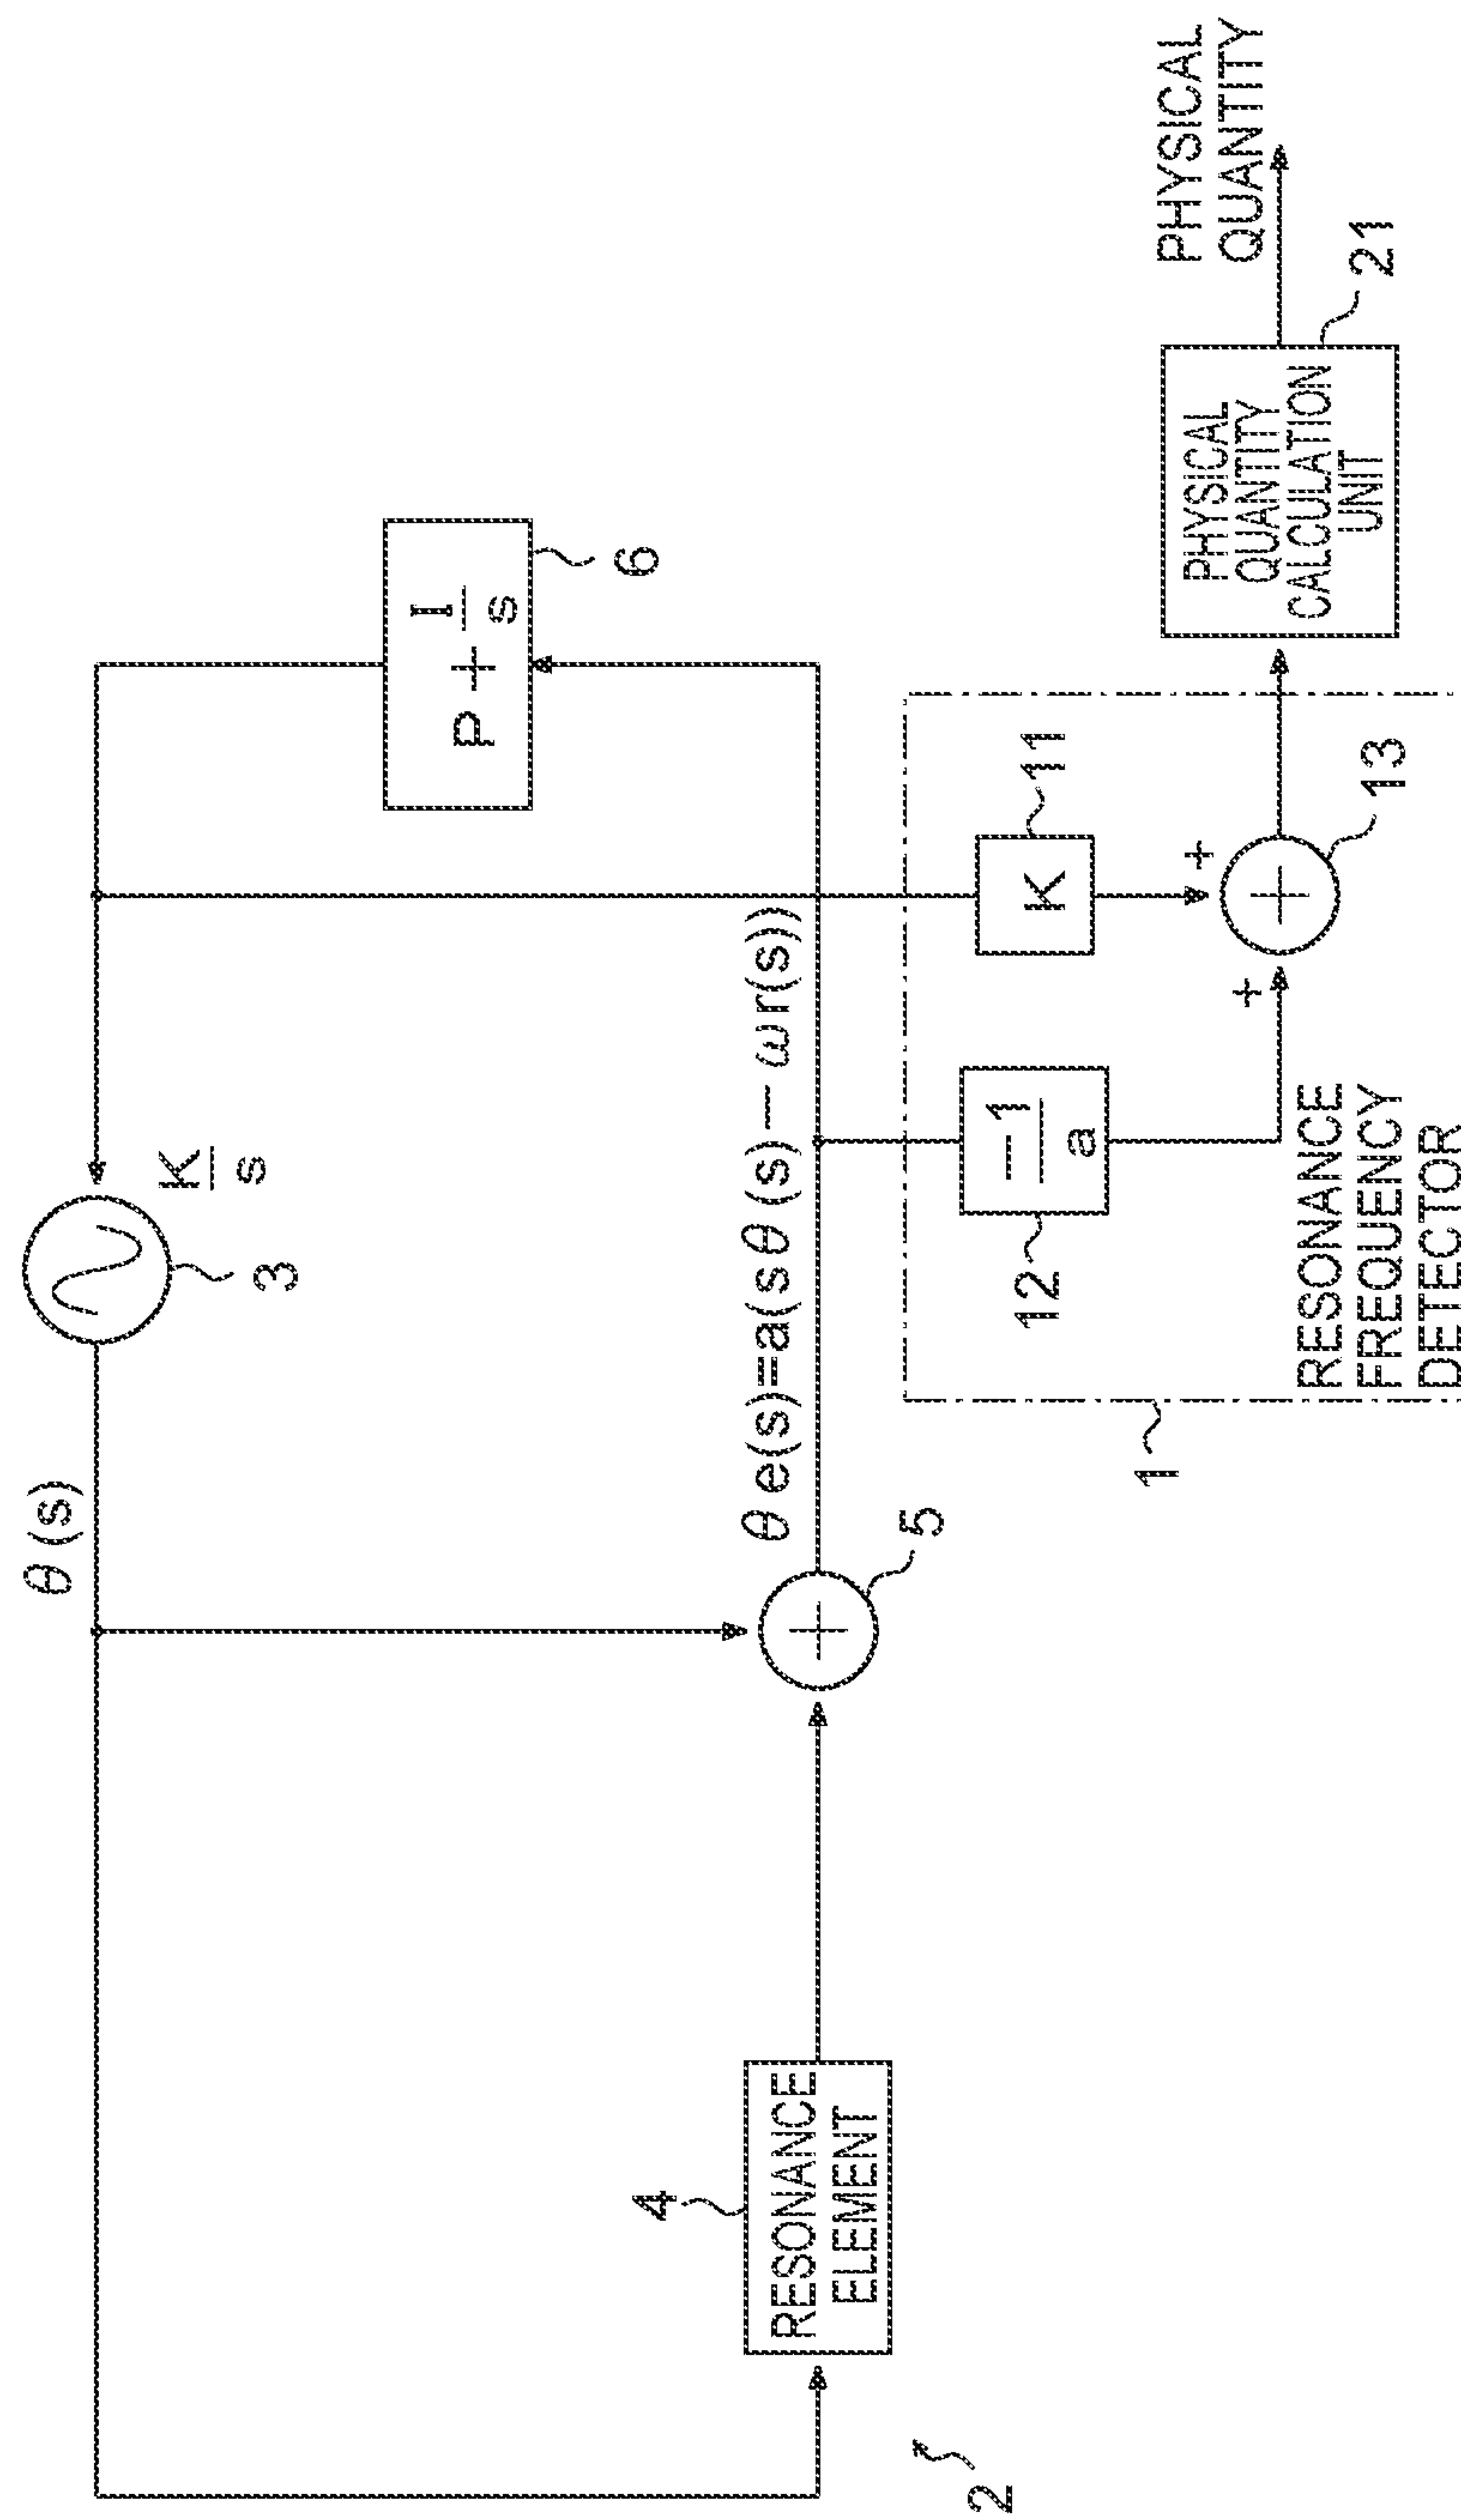 θ (s)
3
K
s
P + I
s
6
θ e(s)=a(s θ (s) − ωr(s))
4
RESONANCE
ELEMENT
5
2
1
12
−1
a
K
11
+
+
13
RESONANCE
FREQUENCY
DETECTOR
PHYSICAL
QUANTITY
CALCULATION
UNIT
21
PHYSICAL
QUANTITY